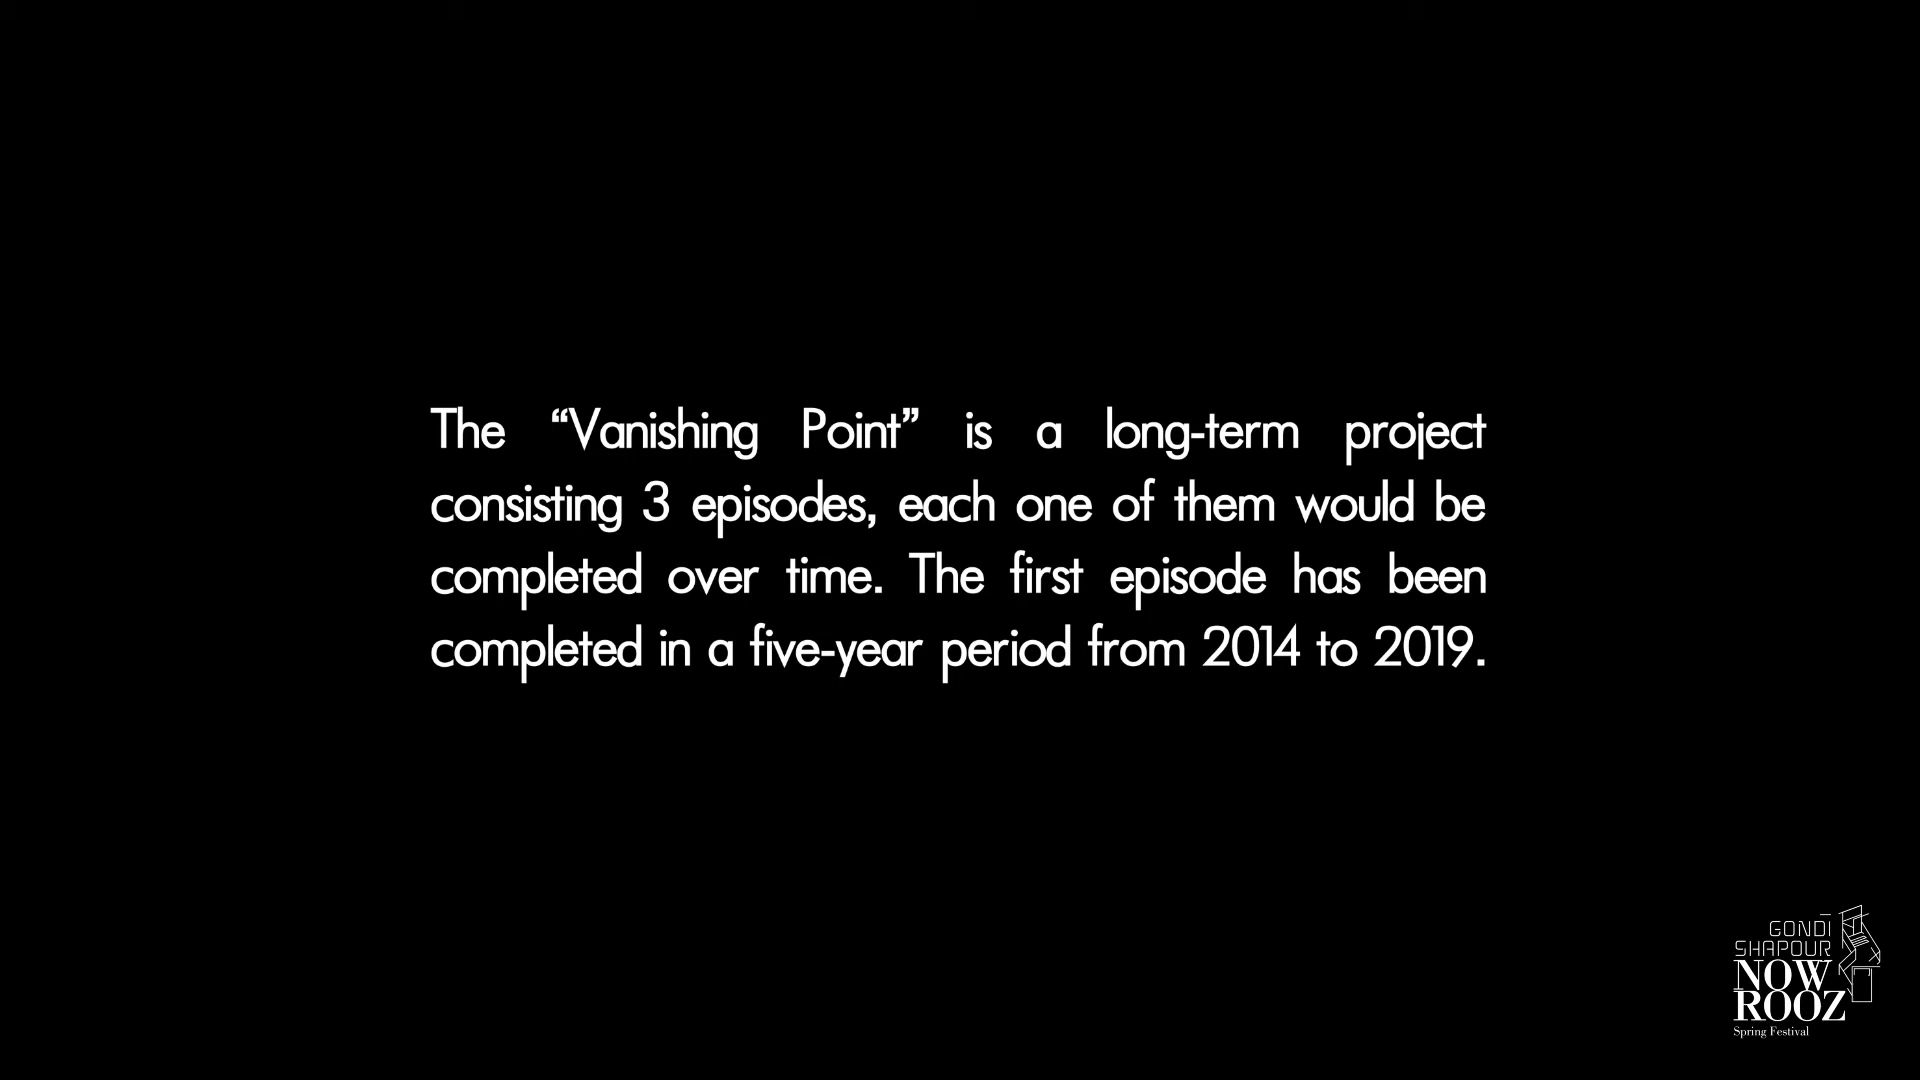 The “Vanishing Point” is a long-term project
consisting 3 episodes, each one of them would be
completed over time. The first episode has been
completed in a five-year period from 2014 to 2019.
GONDI
SHAPOUR
NOW
ROOZ
Spring Festival